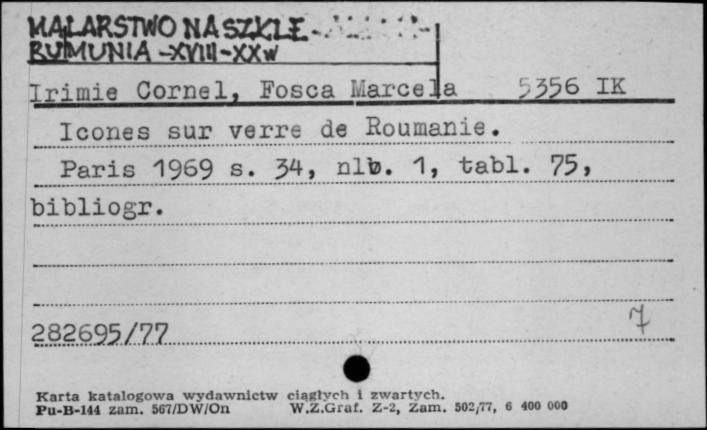 MALARSTWO NA SZKLE -
RUMUNIA - XVIII - XXw
Irimie Cornel, Fosca Marcela 5356 IK
Icones sur verre de Roumanie.
Paris 1969 s. 34, nlb. 1, tabl. 75,
bibliogr.
282695/77 7
Karta katalogowa wydawnictw ciągłych i zwartych.
Pu-B-144 zam. 567/DW/On W.Z.Graf. Z-2, Zam. 502/77, 6 400 000